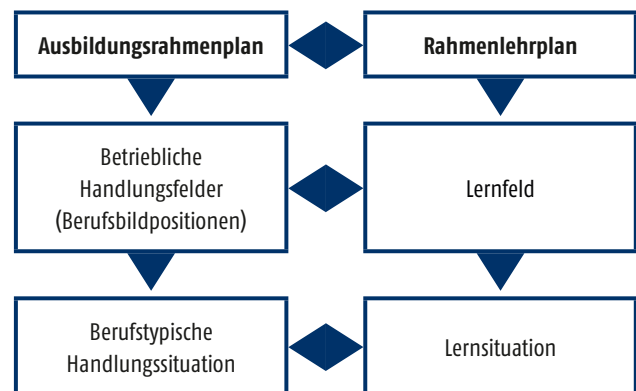 Ausbildungsrahmenplan
Rahmenlehrplan
Betriebliche
Handlungsfelder
(Berufsbildpositionen)
Lernfeld
Berufstypische
Handlungssituation
Lernsituation